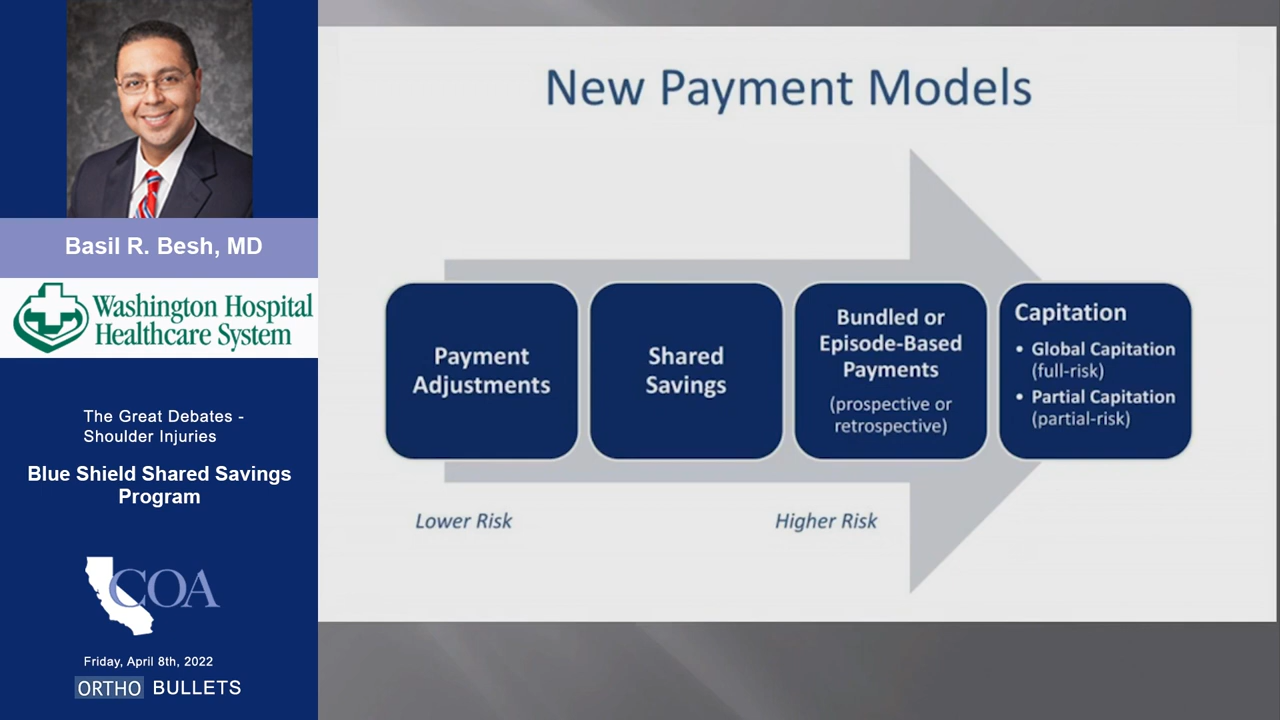 Basil R. Besh, MD
Washington Hospital
Healthcare System
The Great Debates -
Shoulder Injuries
Blue Shield Shared Savings
Program
COA
Friday, April 8th, 2022
ORTHO BULLETS
New Payment Models
Payment
Adjustments
Shared
Savings
Bundled or
Episode-Based
Payments
(prospective or
retrospective)
Capitation
• Global Capitation
(full-risk)
• Partial Capitation
(partial-risk)
Lower Risk
Higher Risk